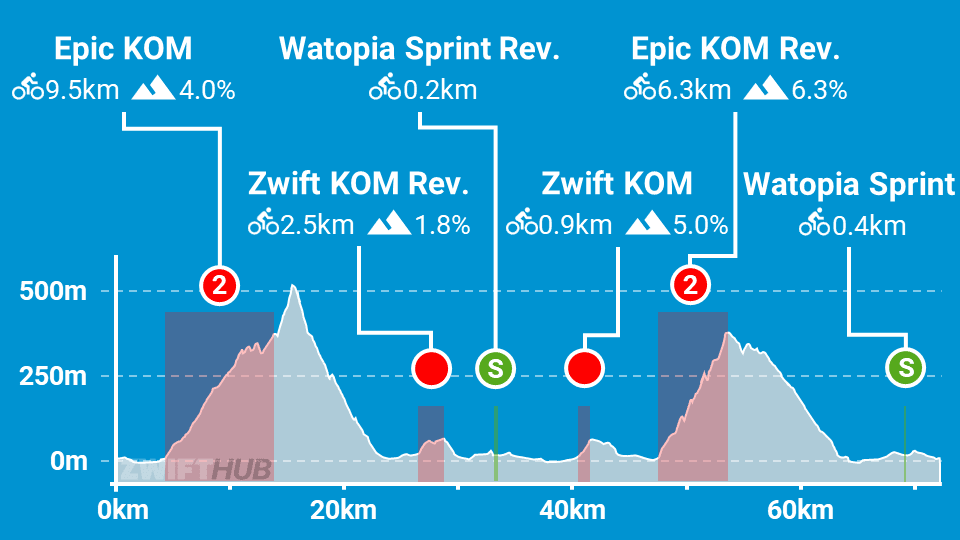 Epic KOM
9.5km 4.0%
Watopia Sprint Rev.
0.2km
Epic KOM Rev.
6.3km 6.3%
Zwift KOM Rev.
2.5km 1.8%
Zwift KOM
0.9km 5.0%
Watopia Sprint
0.4km
2
2
500m
S
S
250m
0m
ZWIFTHUB
0km
20km
40km
60km